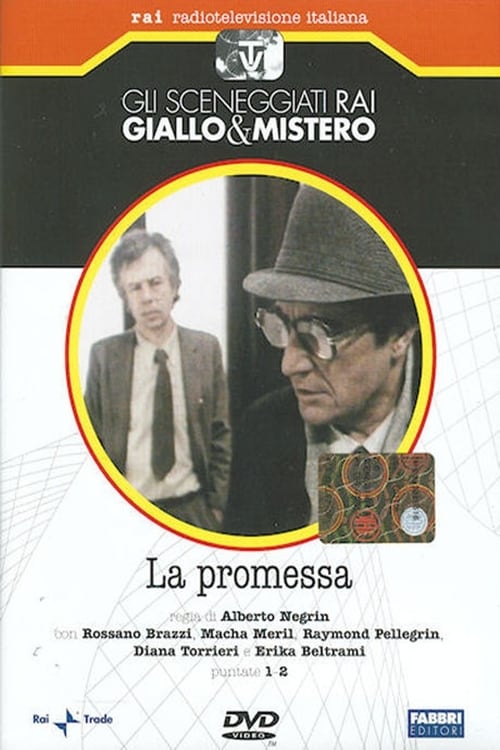 rai radiotelevisione italiana
TV
GLI SCENEGGIATI RAI
GIALLO&MISTERO
La promessa
regia di Alberto Negrin
con Rossano Brazzi, Macha Meril, Raymond Pellegrin,
Diana Torrieri e Erika Beltrami
puntate 1-2
Rai Trade
DVD
VIDEO
TM
FABBRI
EDITORI